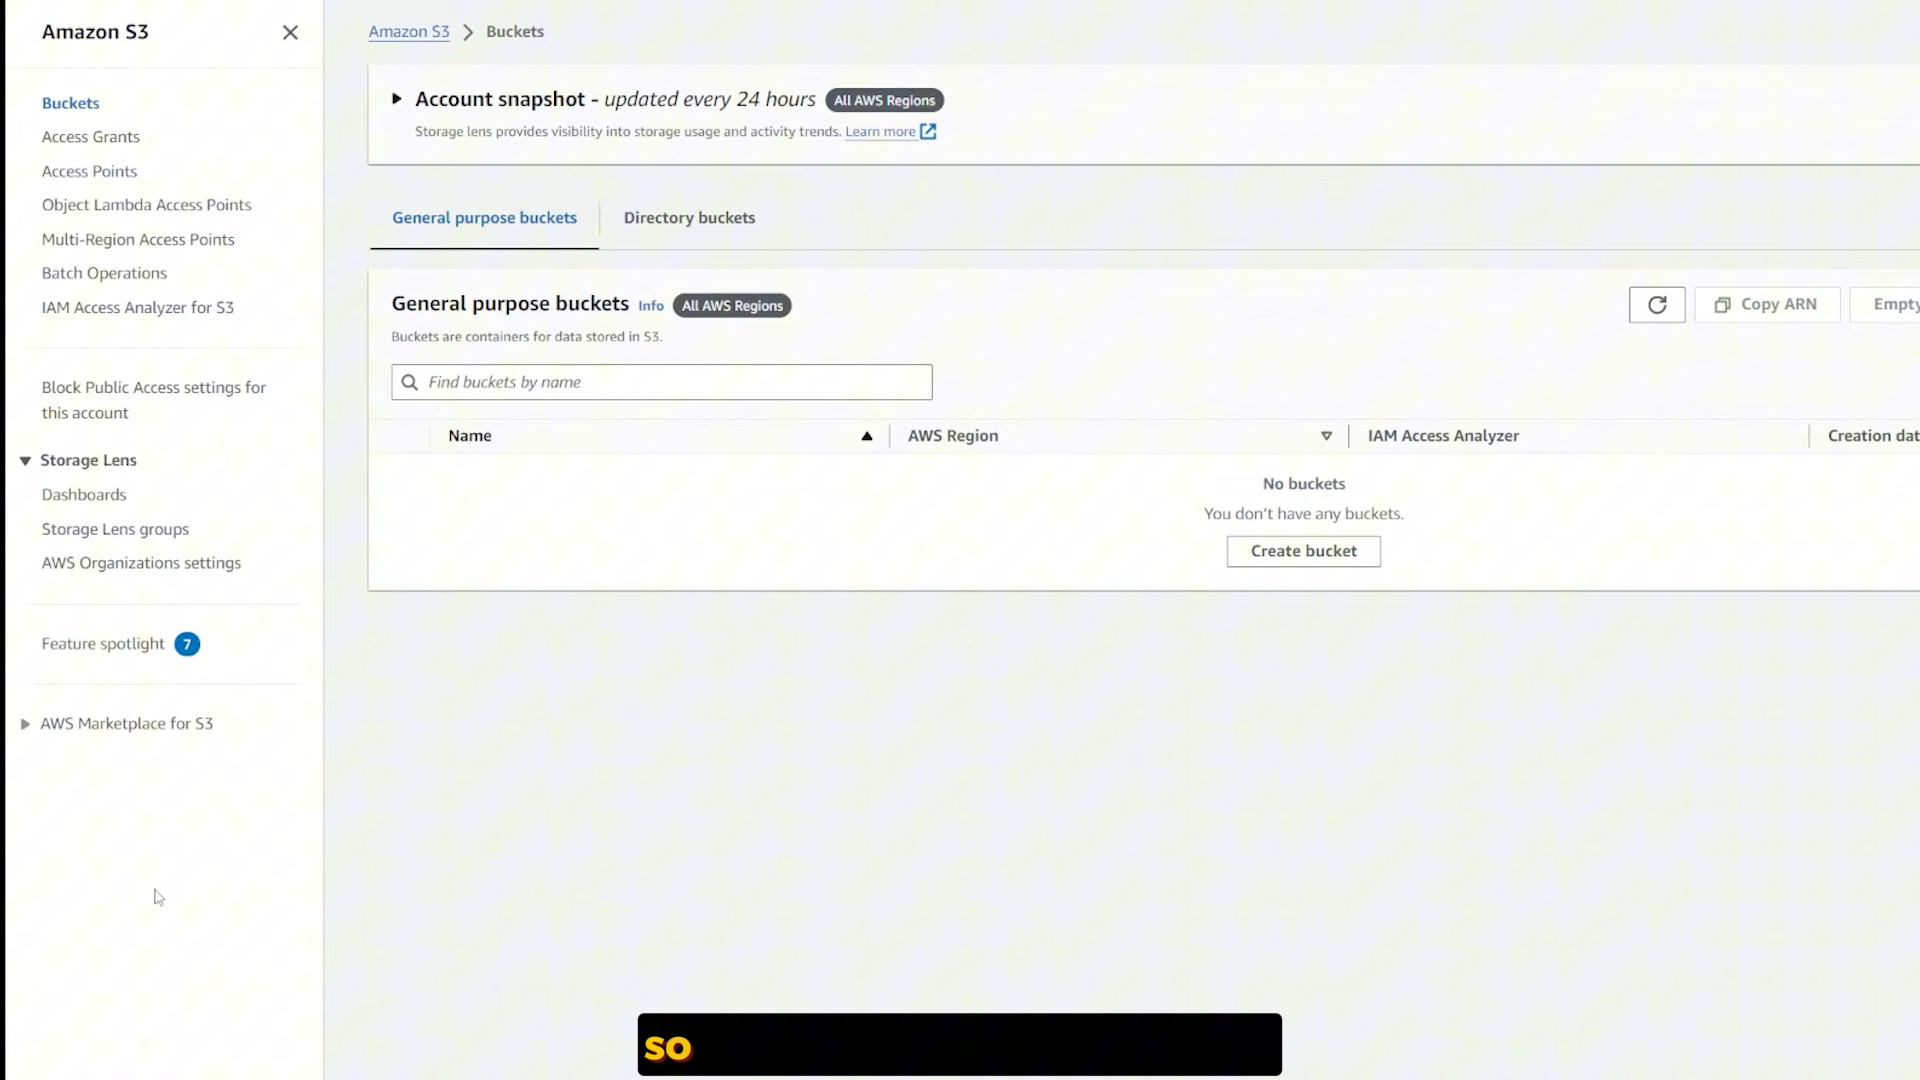 Amazon S3
Buckets
Access Grants
Access Points
Object Lambda Access Points
Multi-Region Access Points
Batch Operations
IAM Access Analyzer for S3
Block Public Access settings for
this account
Storage Lens
Dashboards
Storage Lens groups
AWS Organizations settings
Feature spotlight 7
AWS Marketplace for S3
Amazon S3 > Buckets
Account snapshot - updated every 24 hours All AWS Regions
Storage lens provides visibility into storage usage and activity trends. Learn more
General purpose buckets Directory buckets
General purpose buckets Info All AWS Regions
Copy ARN Empty
Buckets are containers for data stored in S3.
Find buckets by name
Name AWS Region IAM Access Analyzer Creation dat
No buckets
You don't have any buckets.
Create bucket
SO